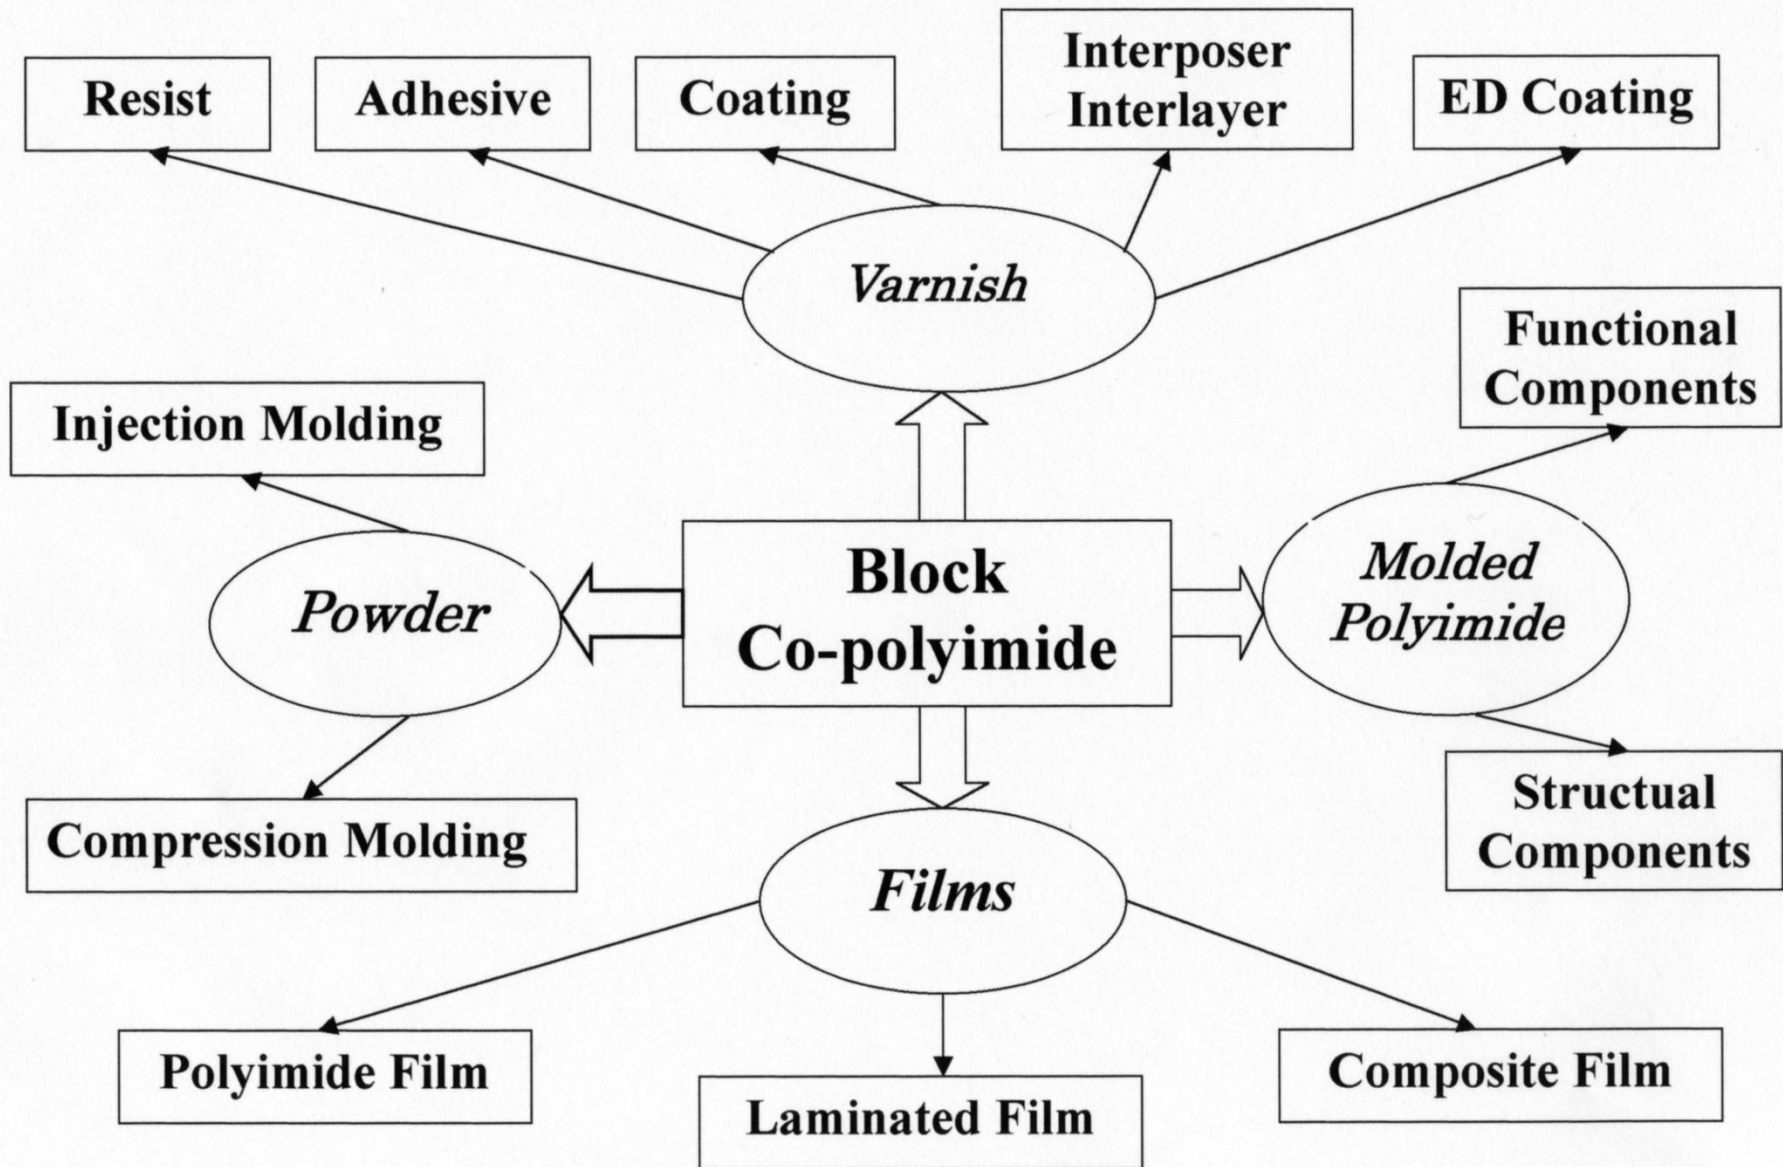 Resist
Adhesive
Coating
Interposer
Interlayer
ED Coating
Varnish
Functional
Components
Injection Molding
Block
Co-polyimide
Powder
Molded
Polyimide
Compression Molding
Structual
Components
Films
Polyimide Film
Laminated Film
Composite Film